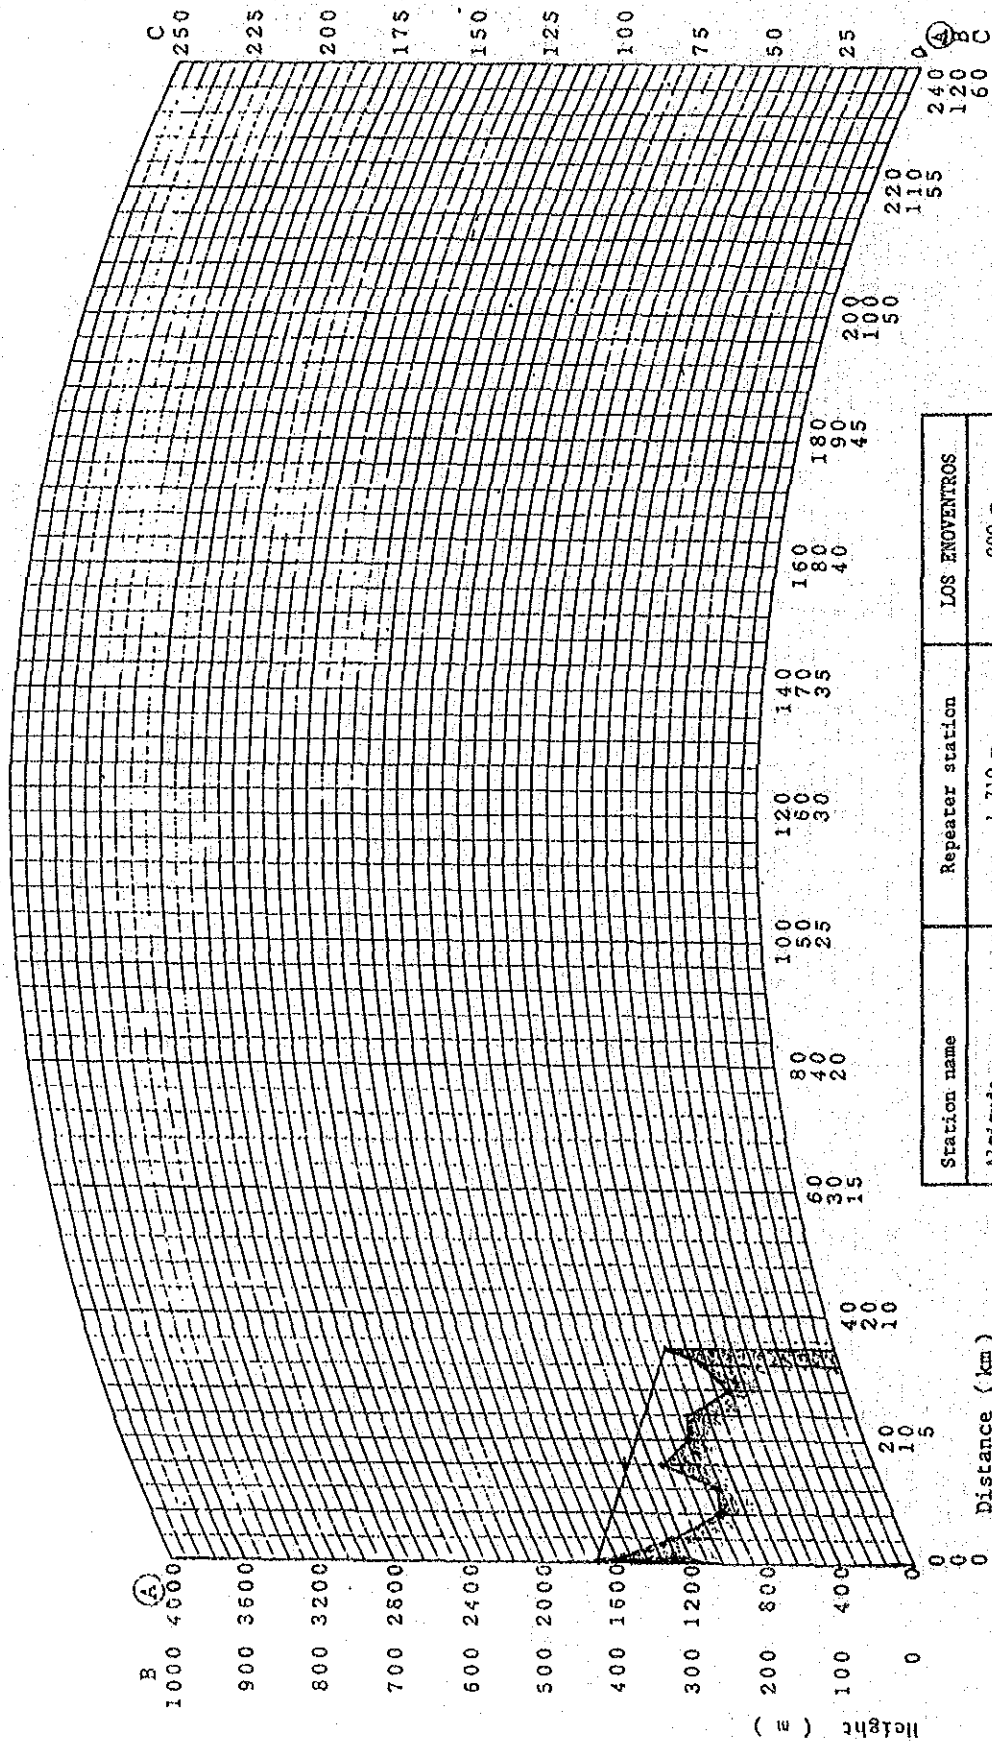 Height ( m )
B Ⓐ
1000 4000
900 3600
800 3200
700 2800
600 2400
500 2000
400 1600
300 1200
200 800
100 400
0 0
C
250
225
200
175
150
125
100
75
50
25
0
Ⓐ
B
C
0 20 40 60 80 100 120 140 160 180 200 220 240
0 10 20 30 40 50 60 70 80 90 100 110 120
0 5 10 15 20 25 30 35 40 45 50 55 60
Distance ( km )
Station name Repeater station LOS ENOVENTROS